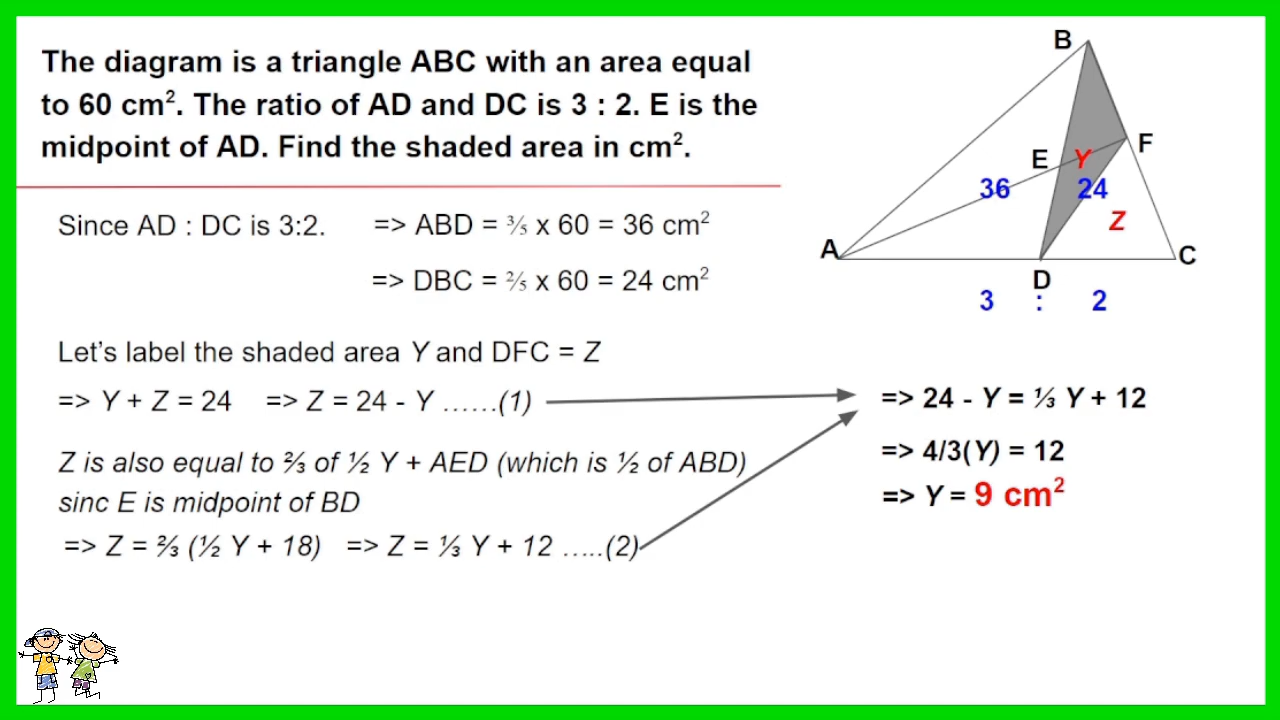 The diagram is a triangle ABC with an area equal
to 60 cm². The ratio of AD and DC is 3 : 2. E is the
midpoint of AD. Find the shaded area in cm².
B
F
E
Y
36
24
Z
A
C
D
3 : 2
Since AD : DC is 3:2. => ABD = ⅗ x 60 = 36 cm²
=> DBC = ⅖ x 60 = 24 cm²
Let’s label the shaded area Y and DFC = Z
=> Y + Z = 24 => Z = 24 - Y ……(1)
Z is also equal to ⅔ of ½ Y + AED (which is ½ of ABD)
sinc E is midpoint of BD
=> Z = ⅔ (½ Y + 18) => Z = ⅓ Y + 12 …..(2)
=> 24 - Y = ⅓ Y + 12
=> 4/3(Y) = 12
=> Y = 9 cm²